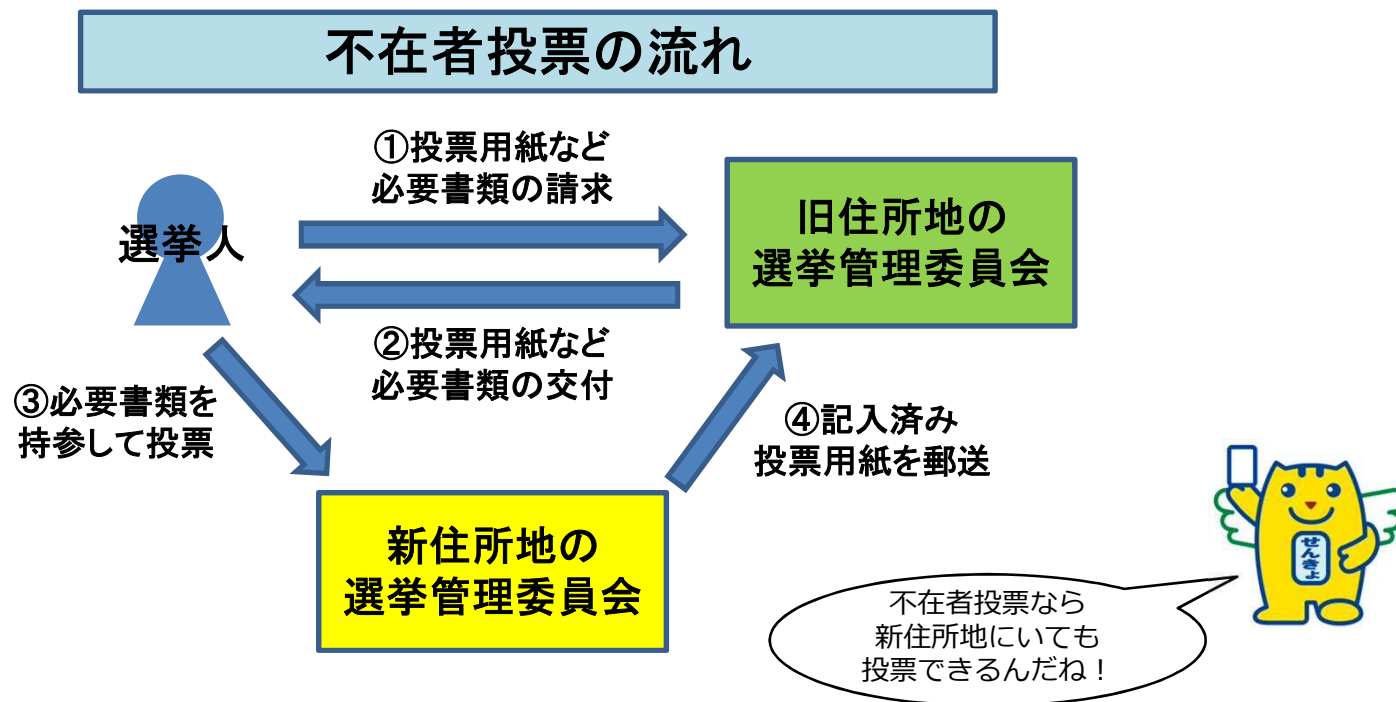 不在者投票の流れ
①投票用紙など
必要書類の請求
選挙人
旧住所地の
選挙管理委員会
②投票用紙など
必要書類の交付
③必要書類を
持参して投票
④記入済み
投票用紙を郵送
新住所地の
選挙管理委員会
せんきょ
不在者投票なら
新住所地にいても
投票できるんだね！